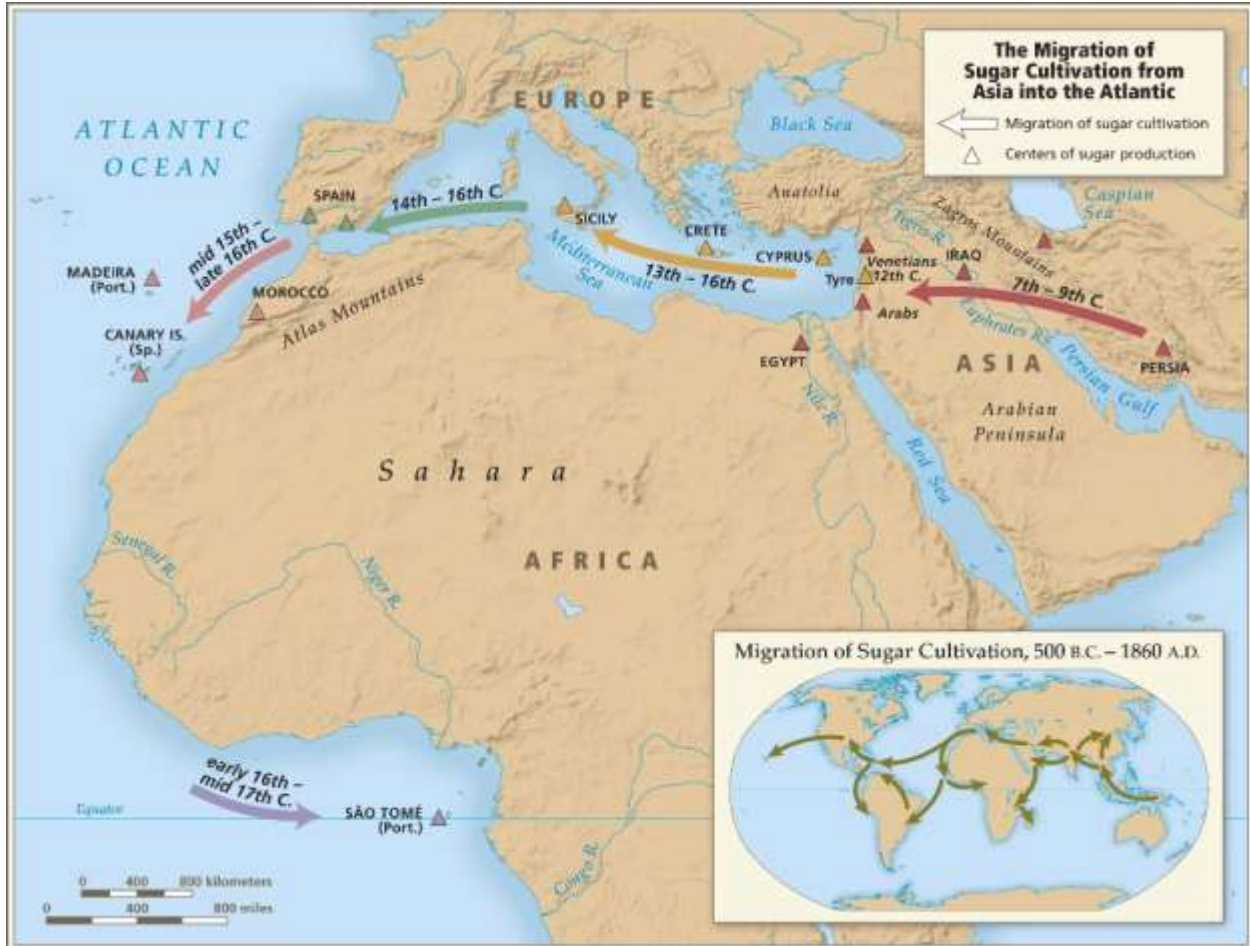 The Migration of
Sugar Cultivation from
Asia into the Atlantic
Migration of sugar cultivation
Centers of sugar production
EUROPE
ATLANTIC
OCEAN
Black Sea
Caspian
Sea
Anatolia
Tigris R.
Zagros Mountains
SPAIN
14th – 16th C.
SICILY
CRETE
CYPRUS
Tyre
Venetians
12th C.
IRAQ
mid 15th –
late 16th C.
Mediterranean
Sea
13th – 16th C.
7th – 9th C.
MADEIRA
(Port.)
MOROCCO
Atlas Mountains
Arabs
Euphrates R.
CANARY IS.
(Sp.)
EGYPT
Nile R.
ASIA
Persian Gulf
PERSIA
Arabian
Peninsula
Red Sea
Sahara
AFRICA
Senegal R.
Niger R.
early 16th –
mid 17th C.
Equator
SÃO TOMÉ
(Port.)
Congo R.
0 400 800 kilometers
0 400 800 miles
Migration of Sugar Cultivation, 500 B.C. – 1860 A.D.